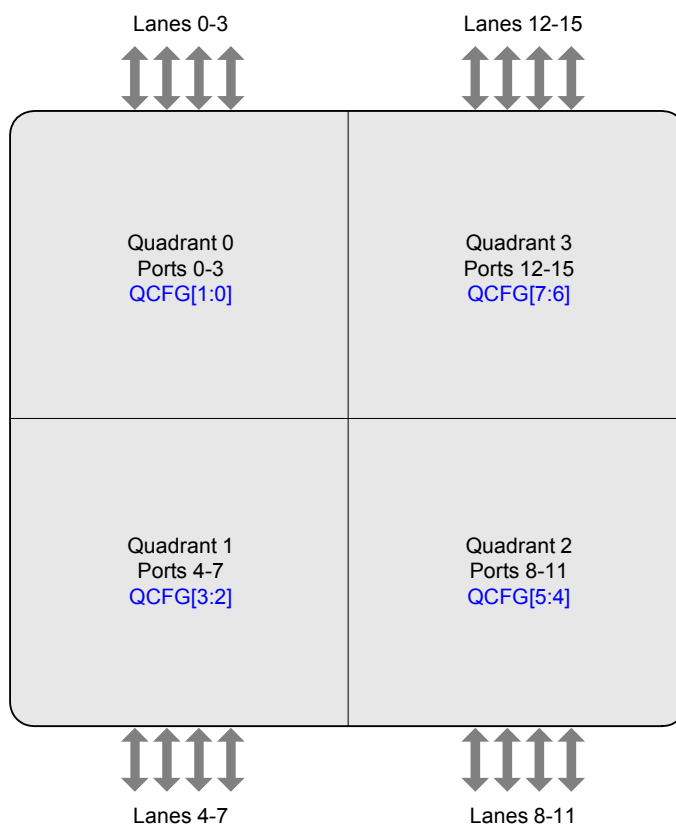 Lanes 0-3
Lanes 12-15
Quadrant 0
Ports 0-3
QCFG[1:0]
Quadrant 3
Ports 12-15
QCFG[7:6]
Quadrant 1
Ports 4-7
QCFG[3:2]
Quadrant 2
Ports 8-11
QCFG[5:4]
Lanes 4-7
Lanes 8-11